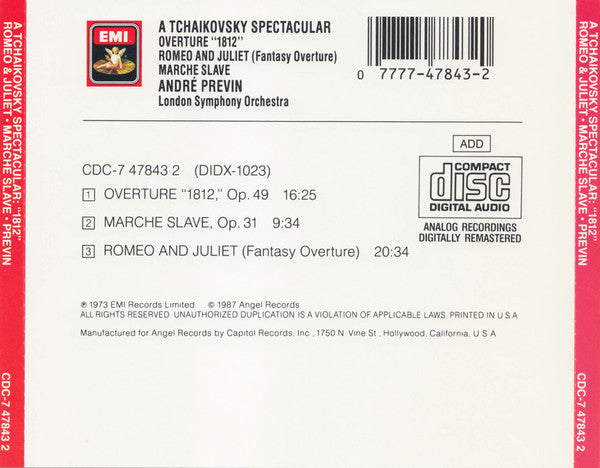 A TCHAIKOVSKY SPECTACULAR: "1812"
ROMEO & JULIET • MARCHE SLAVE • PREVIN
CDC-7 47843 2
EMI
A TCHAIKOVSKY SPECTACULAR
OVERTURE "1812"
ROMEO AND JULIET (Fantasy Overture)
MARCHE SLAVE
ANDRÉ PREVIN
London Symphony Orchestra
0 7777-47843-2
ADD
COMPACT
disc
DIGITAL AUDIO
ANALOG RECORDINGS
DIGITALLY REMASTERED
CDC-7 47843 2 (DIDX-1023)
1 OVERTURE "1812," Op. 49 16:25
2 MARCHE SLAVE, Op. 31 9:34
3 ROMEO AND JULIET (Fantasy Overture) 20:34
℗ 1973 EMI Records Limited © 1987 Angel Records
ALL RIGHTS RESERVED. UNAUTHORIZED DUPLICATION IS A VIOLATION OF APPLICABLE LAWS. PRINTED IN U S A
Manufactured for Angel Records by Capitol Records, Inc., 1750 N. Vine St., Hollywood, California, U S A
A TCHAIKOVSKY SPECTACULAR: "1812"
ROMEO & JULIET • MARCHE SLAVE • PREVIN
CDC-7 47843 2